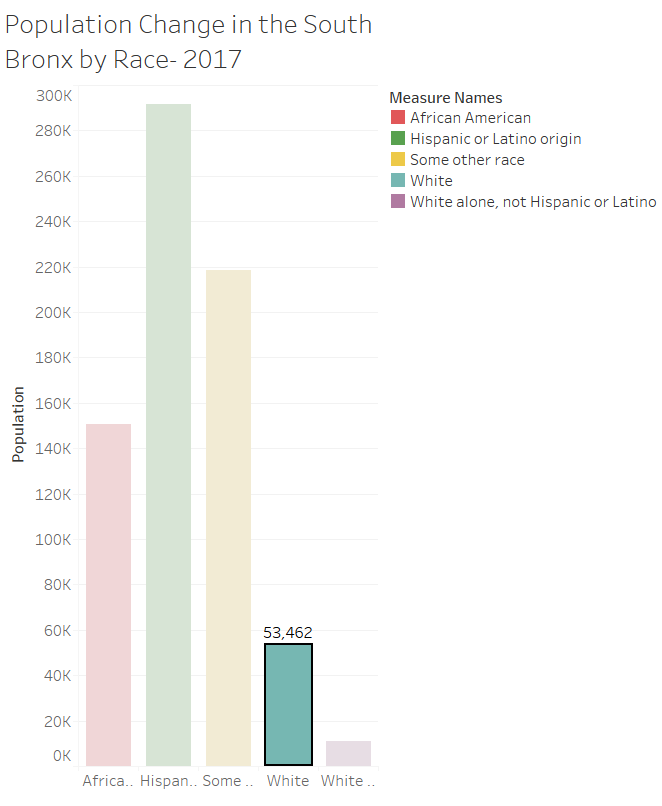 Population Change in the South
Bronx by Race- 2017
Measure Names
African American
Hispanic or Latino origin
Some other race
White
White alone, not Hispanic or Latino
Population
300K
280K
260K
240K
220K
200K
180K
160K
140K
120K
100K
80K
60K
40K
20K
0K
53,462
Africa.. Hispan.. Some .. White White ..